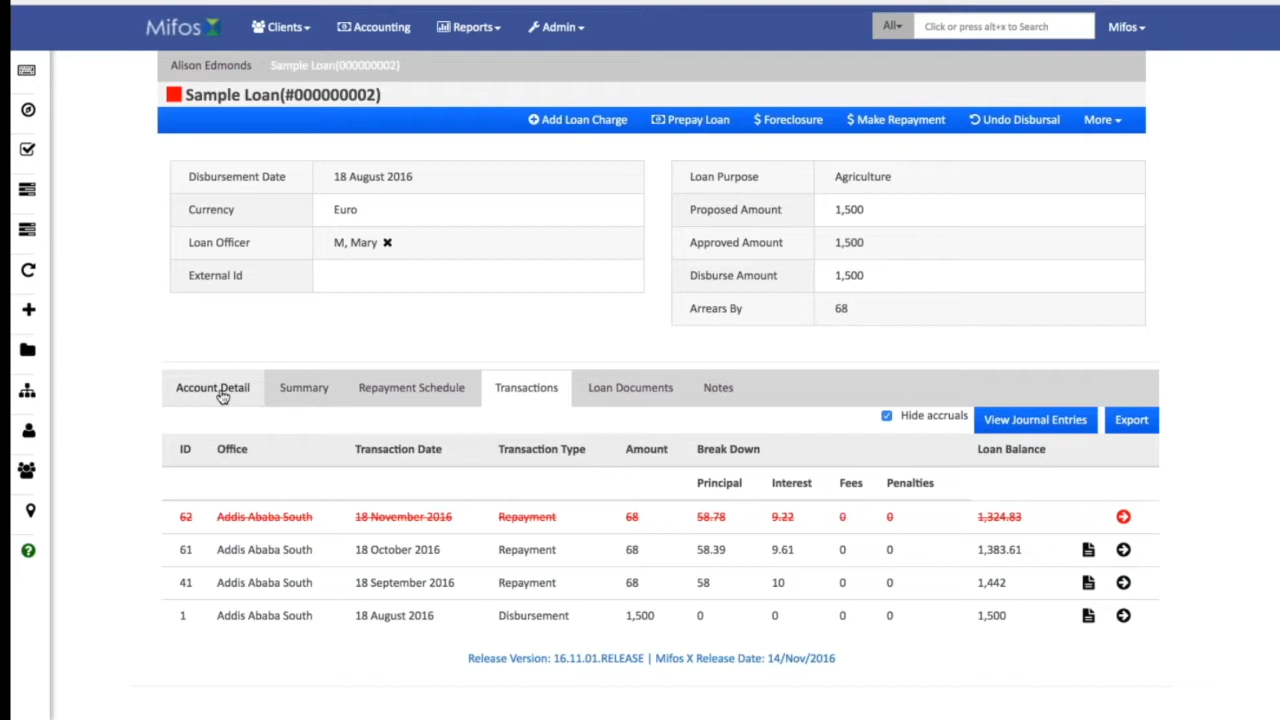 Mifos Clients Accounting Reports Admin All Click or press alt+x to Search Mifos
Alison Edmonds Sample Loan(000000002)
Sample Loan(#000000002)
Add Loan Charge Prepay Loan $ Foreclosure $ Make Repayment Undo Disbursal More
Disbursement Date 18 August 2016
Currency Euro
Loan Officer M, Mary
External Id
Loan Purpose Agriculture
Proposed Amount 1,500
Approved Amount 1,500
Disburse Amount 1,500
Arrears By 68
Account Detail Summary Repayment Schedule Transactions Loan Documents Notes
Hide accruals View Journal Entries Export
ID Office Transaction Date Transaction Type Amount Break Down Loan Balance
Principal Interest Fees Penalties
62 Addis Ababa South 18 November 2016 Repayment 68 58.78 9.22 0 0 1,324.83
61 Addis Ababa South 18 October 2016 Repayment 68 58.39 9.61 0 0 1,383.61
41 Addis Ababa South 18 September 2016 Repayment 68 58 10 0 0 1,442
1 Addis Ababa South 18 August 2016 Disbursement 1,500 0 0 0 0 1,500
Release Version: 16.11.01.RELEASE | Mifos X Release Date: 14/Nov/2016